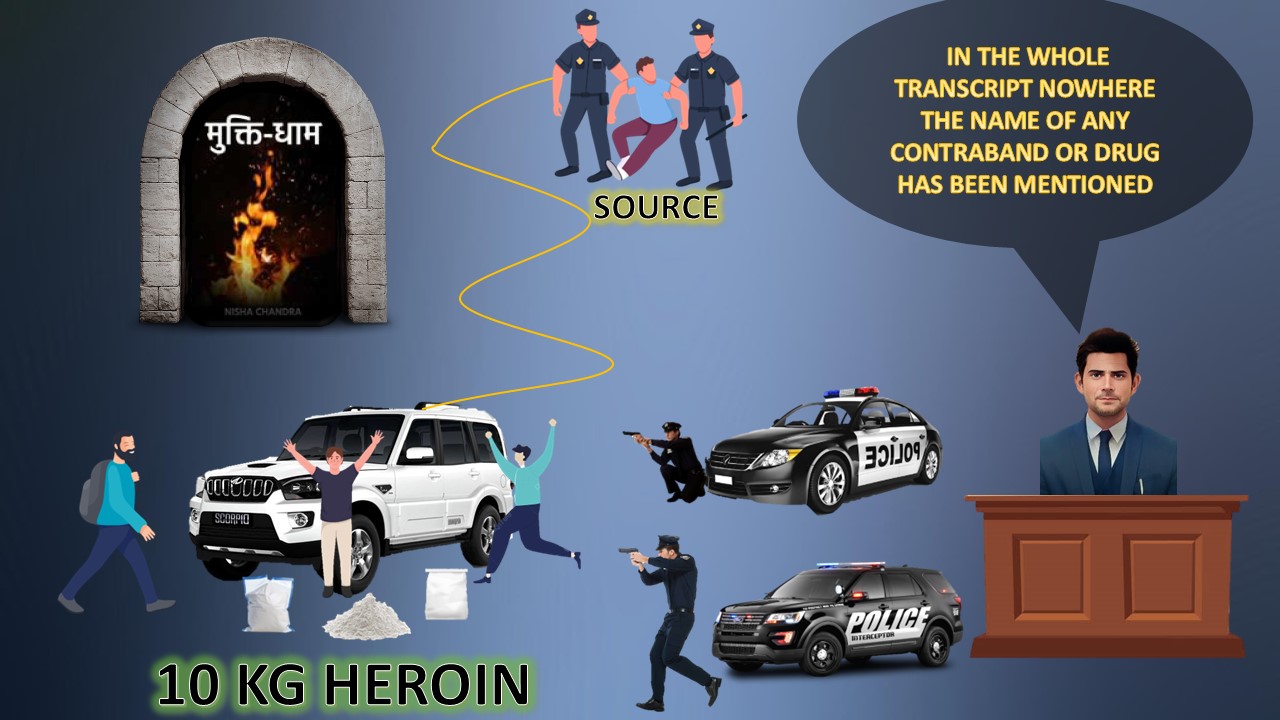 मुक्ति-धाम
NISHA CHANDRA
SOURCE
IN THE WHOLE
TRANSCRIPT NOWHERE
THE NAME OF ANY
CONTRABAND OR DRUG
HAS BEEN MENTIONED
SCORPIO
10 KG HEROIN
POLICE
POLICE
INTERCEPTOR